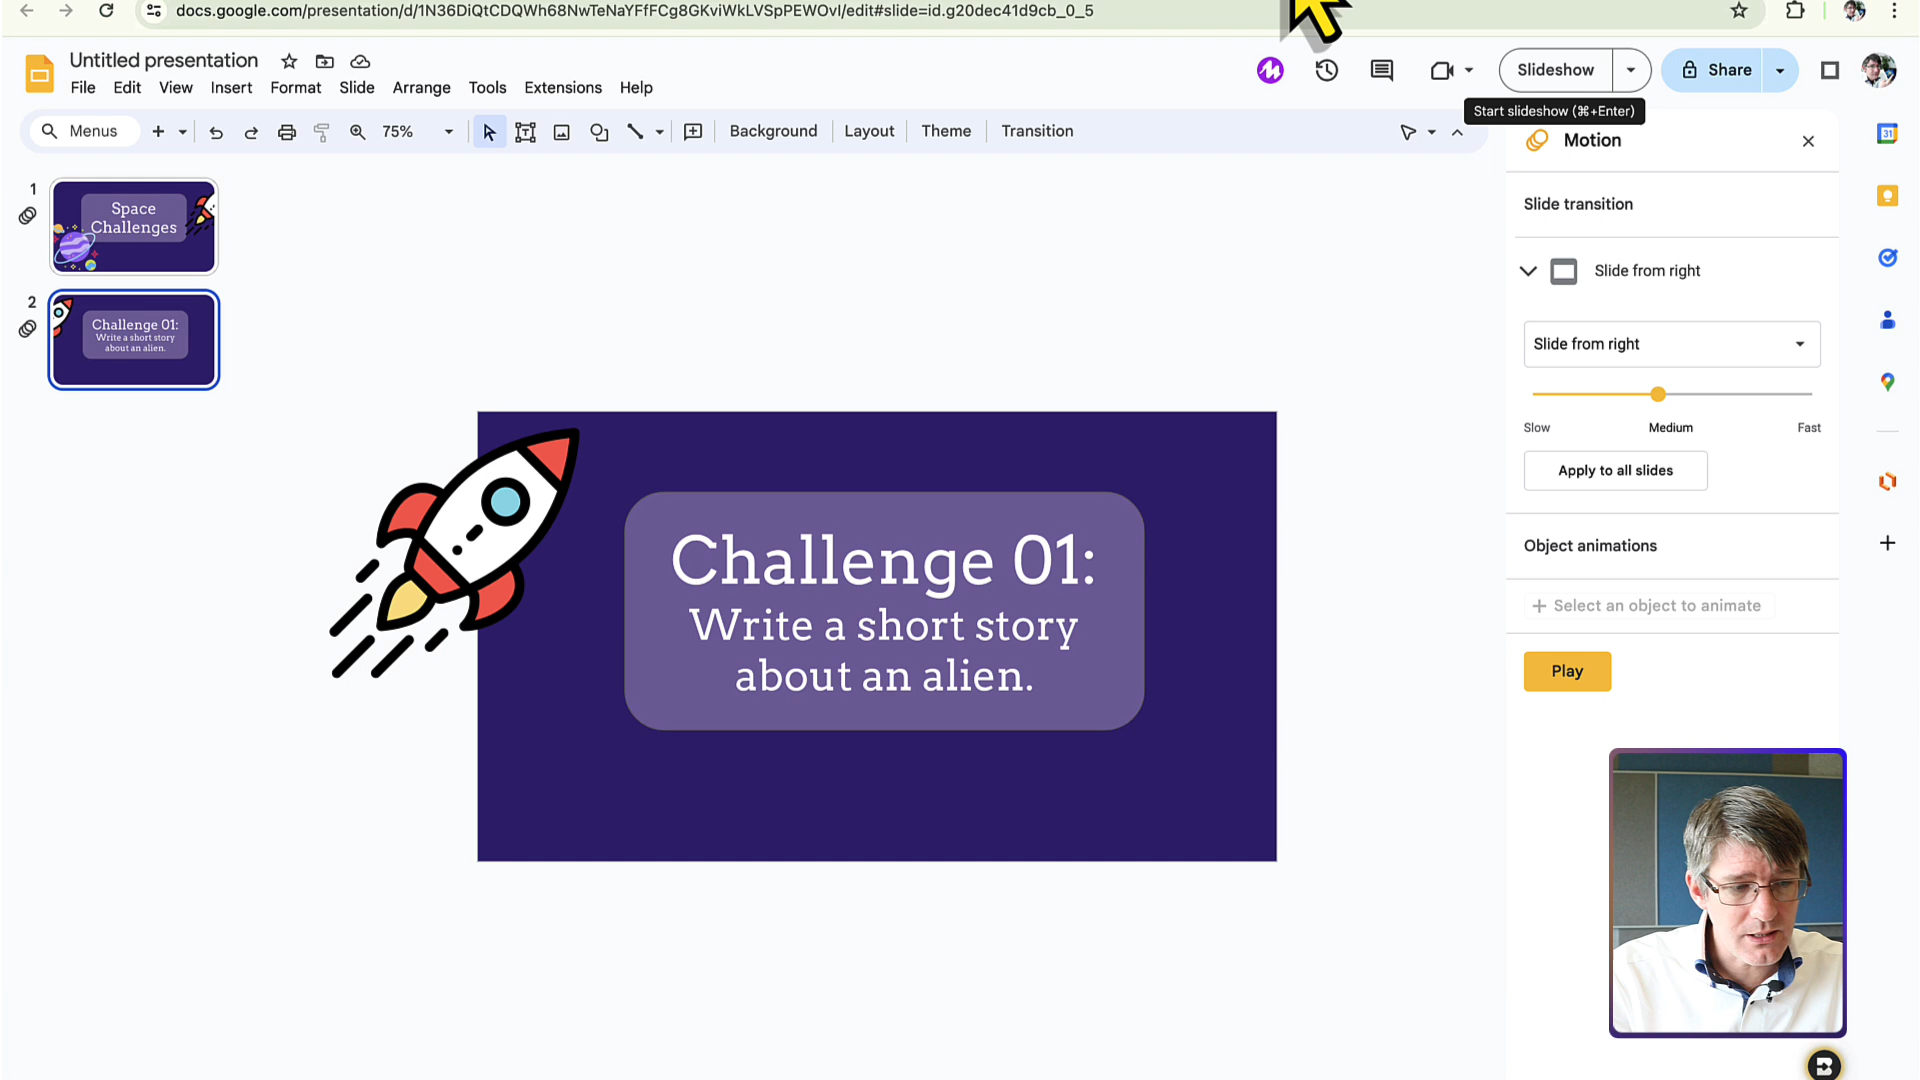 docs.google.com/presentation/d/1N36DiQtCDQWh68NwTeNaYFfFCg8GKviWkLVSpPEWOvI/edit#slide=id.g20dec41d9cb_0_5
Untitled presentation
File Edit View Insert Format Slide Arrange Tools Extensions Help
Slideshow
Share
Start slideshow (⌘+Enter)
Menus
75%
Background
Layout
Theme
Transition
Motion
31
1
Space
Challenges
2
Challenge 01:
Write a short story
about an alien.
Challenge 01:
Write a short story
about an alien.
Slide transition
Slide from right
Slide from right
Slow Medium Fast
Apply to all slides
Object animations
+ Select an object to animate
Play